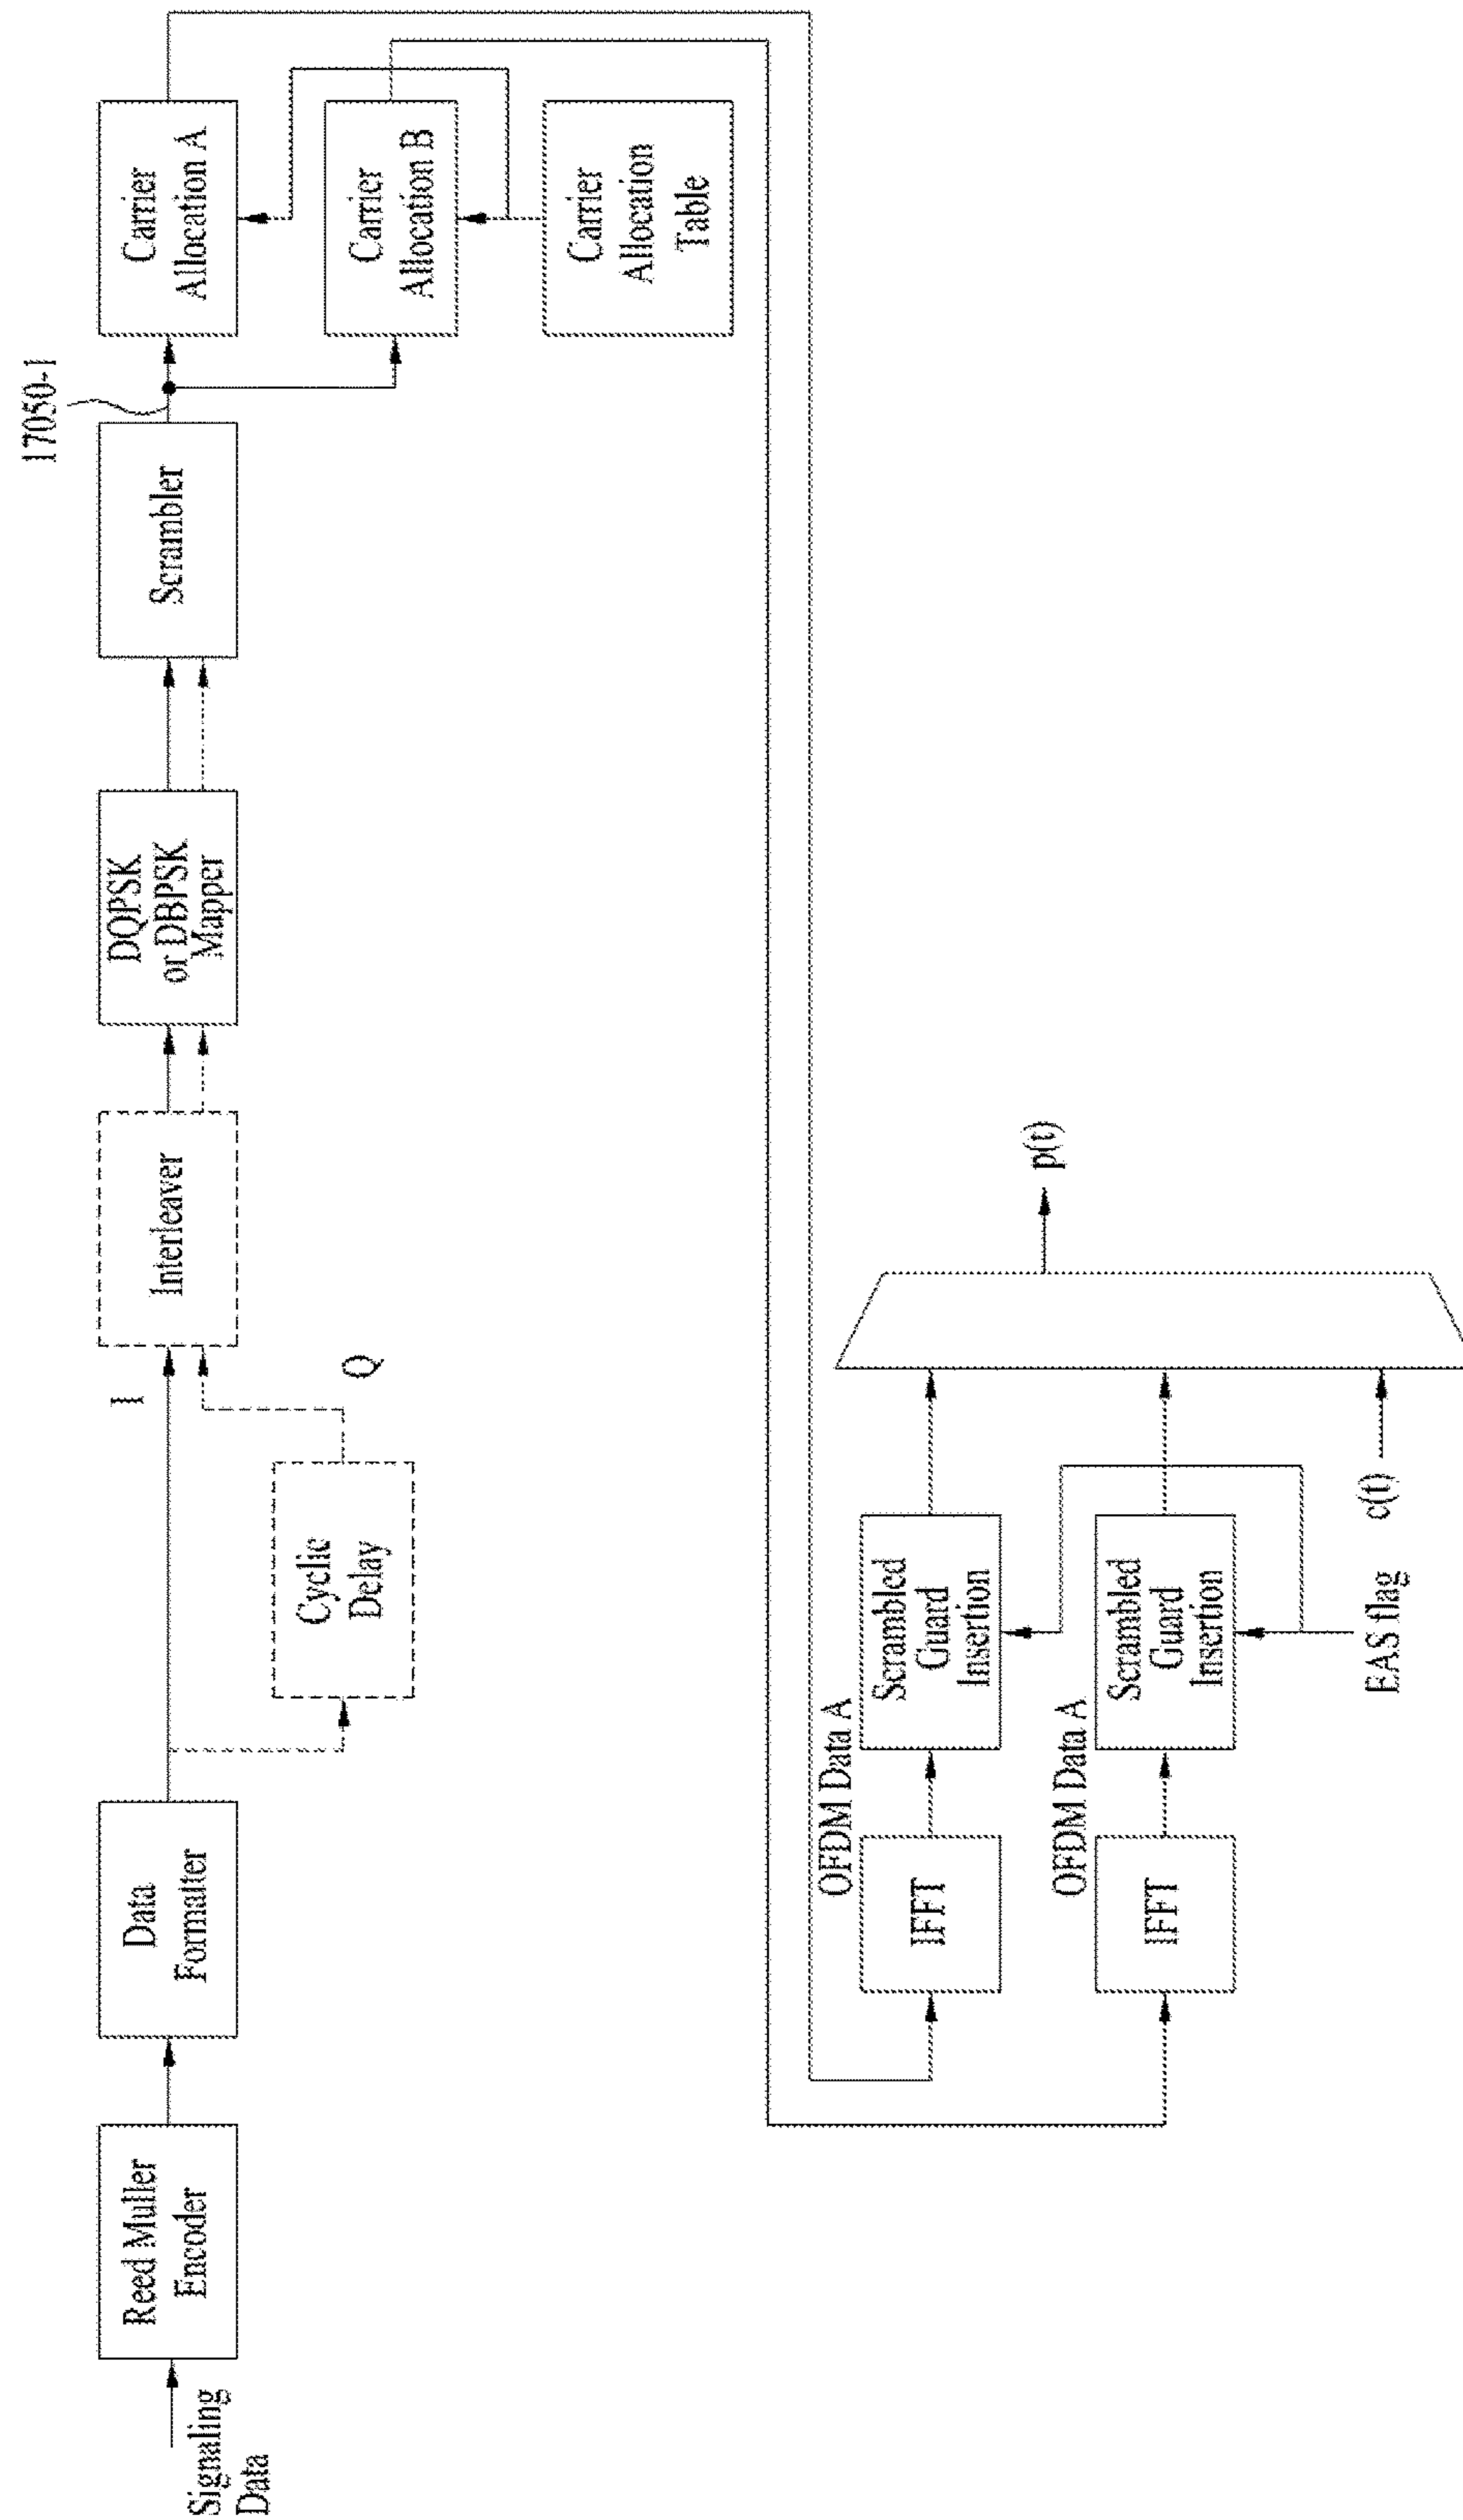 Signaling
Data
Reed Muller
Encoder
Data
Formatter
Cyclic
Delay
I
Q
Interleaver
DQPSK
or DBPSK
Mapper
Scrambler
17050-1
Carrier
Allocation A
Carrier
Allocation B
Carrier
Allocation
Table
IFFT
OFDM Data A
Scrambled
Guard
Insertion
IFFT
OFDM Data A
Scrambled
Guard
Insertion
EAS flag
c(t)
p(t)